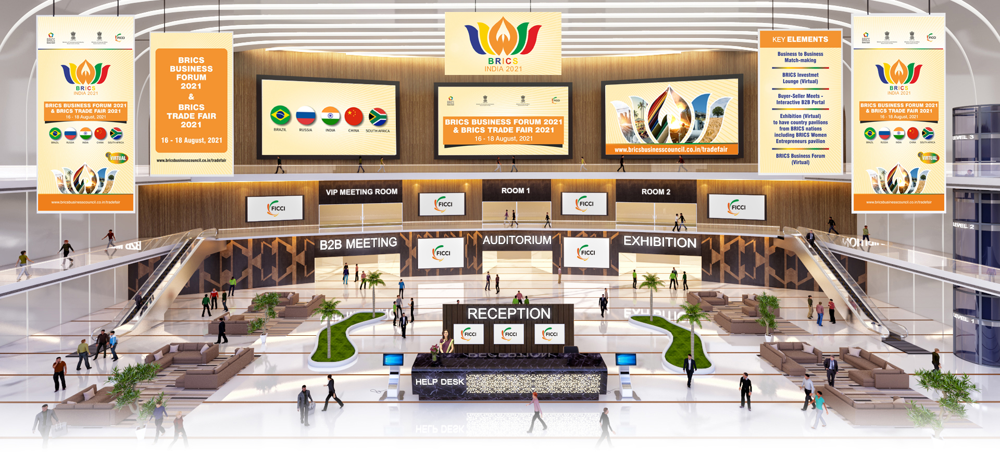 BRICS
FICCI
BRICS
INDIA 2021
BRICS BUSINESS FORUM 2021
& BRICS TRADE FAIR 2021
16 - 18 August, 2021
BRAZIL
RUSSIA
INDIA
CHINA
SOUTH AFRICA
VIRTUAL
www.bricsbusinesscouncil.co.in/tradefair
BRICS
BUSINESS
FORUM
2021
&
BRICS
TRADE FAIR
2021
16 - 18 August, 2021
www.bricsbusinesscouncil.co.in/tradefair
BRAZIL
RUSSIA
INDIA
CHINA
SOUTH AFRICA
BRICS
INDIA 2021
FICCI
BRICS BUSINESS FORUM 2021
& BRICS TRADE FAIR 2021
16 - 18 August, 2021
www.bricsbusinesscouncil.co.in/tradefair
KEY ELEMENTS
Business to Business
Match-making
BRICS Investmet
Lounge (Virtual)
Buyer-Seller Meets -
Interactive B2B Portal
Exhibition (Virtual)
to have country pavilions
from BRICS nations
including BRICS Women
Entrepreneurs pavilion
BRICS Business Forum
(Virtual)
BRICS
FICCI
BRICS
INDIA 2021
BRICS BUSINESS FORUM 2021
& BRICS TRADE FAIR 2021
16 - 18 August, 2021
BRAZIL
RUSSIA
INDIA
CHINA
SOUTH AFRICA
VIRTUAL
www.bricsbusinesscouncil.co.in/tradefair
LEVEL 3
LEVEL 2
LEVEL 1
FICCI
VIP MEETING ROOM
FICCI
ROOM 1
FICCI
ROOM 2
FICCI
B2B MEETING
FICCI
AUDITORIUM
FICCI
EXHIBITION
RECEPTION
FICCI
FICCI
FICCI
HELP DESK